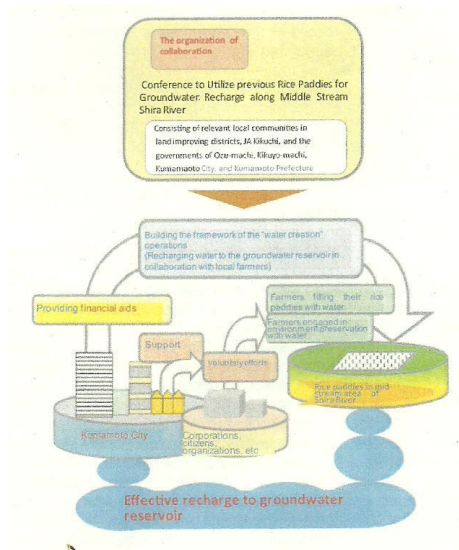 The organization of
collaboration
Conference to Utilize previous Rice Paddies for
Groundwater Recharge along Middle Stream
Shira River
Consisting of relevant local communities in
land improving districts, JA Kikuchi, and the
governments of Ozu-machi, Kikuyo-machi,
Kumamaoto City, and Kumamoto Prefecture
Building the framework of the "water creation"
operations
(Recharging water to the groundwater reservoir in
collaboration with local farmers)
Providing financial aids
Farmers filling their rice
paddies with water.
Farmers engaged in
environment preservation
with water
Support
Voluntary efforts
Rice paddies in mid
stream area of
Shira River
Kumamoto City
Corporations,
citizens,
organizations, etc
Effective recharge to groundwater
reservoir